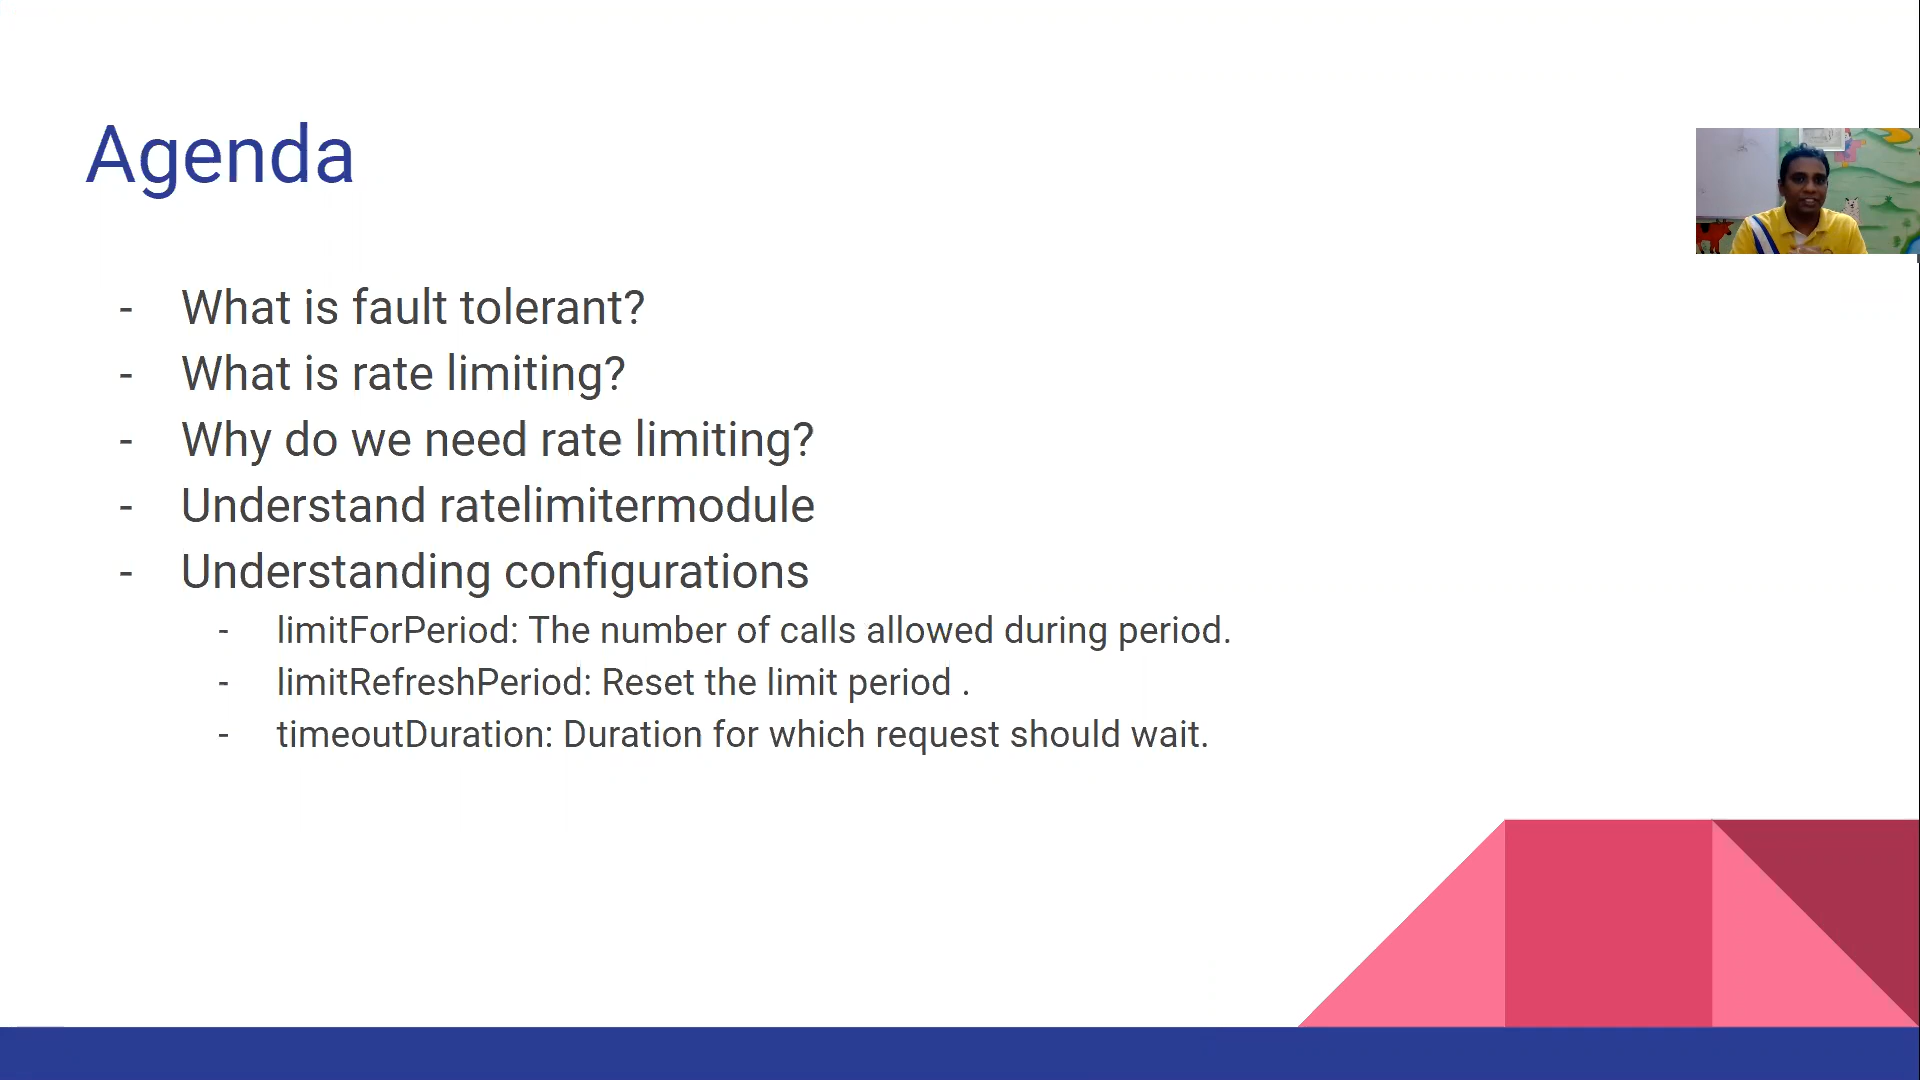 Agenda
- What is fault tolerant?
- What is rate limiting?
- Why do we need rate limiting?
- Understand ratelimitermodule
- Understanding configurations
- limitForPeriod: The number of calls allowed during period.
- limitRefreshPeriod: Reset the limit period .
- timeoutDuration: Duration for which request should wait.